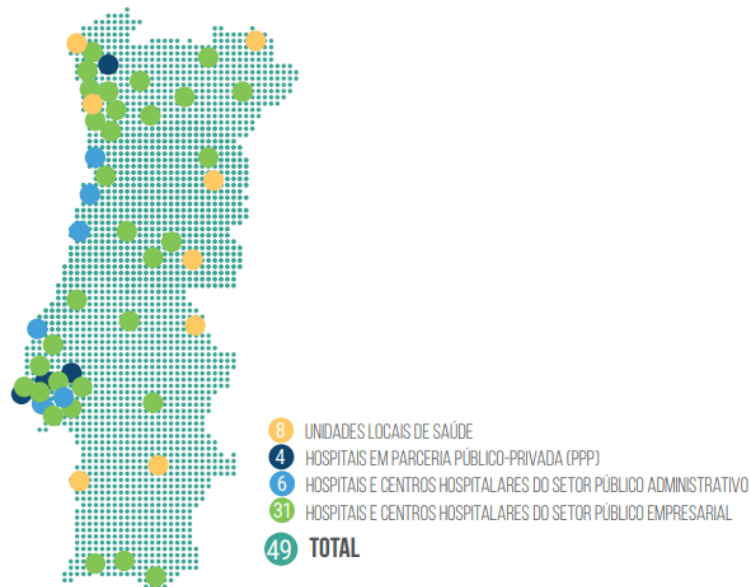 8 UNIDADES LOCAIS DE SAÚDE
4 HOSPITAIS EM PARCERIA PÚBLICO-PRIVADA (PPP)
6 HOSPITAIS E CENTROS HOSPITALARES DO SETOR PÚBLICO ADMINISTRATIVO
31 HOSPITAIS E CENTROS HOSPITALARES DO SETOR PÚBLICO EMPRESARIAL
49 TOTAL